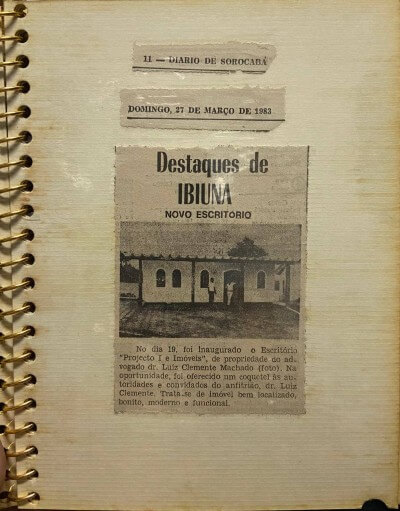 11 — DIARIO DE SOROCABA
DOMINGO, 27 DE MARÇO DE 1983
Destaques de
IBIUNA
NOVO ESCRITORIO
No dia 19, foi inaugurado o Escritório
"Projecto I e Imóveis", de propriedade de ad-
vogado dr. Luiz Clemente Machado (foto). Na
oportunidade, foi oferecido um coquetel às au-
toridades e convidados do anfitrião, dr. Luiz
Clemente. Trata-se de imóvel bem localizado,
bonito, moderno e funcional.